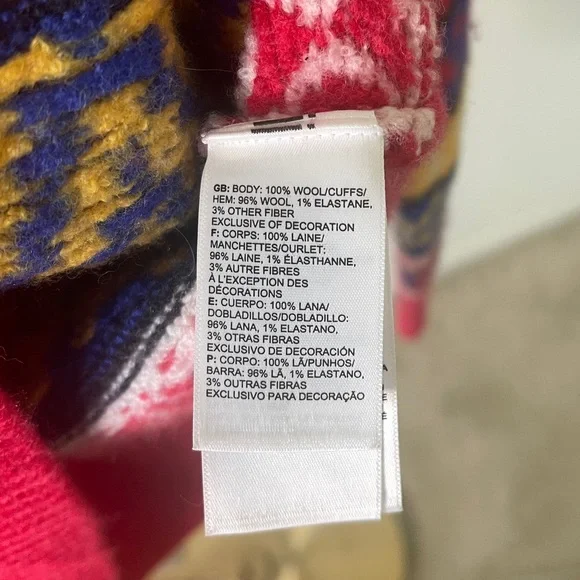 GB: BODY: 100% WOOL/CUFFS/
HEM: 96% WOOL, 1% ELASTANE,
3% OTHER FIBER
EXCLUSIVE OF DECORATION
F: CORPS: 100% LAINE/
MANCHETTES/OURLET:
96% LAINE, 1% ÉLASTHANNE,
3% AUTRE FIBRES
À L'EXCEPTION DES
DÉCORATIONS
E: CUERPO: 100% LANA/
DOBLADILLOS/DOBLADILLO:
96% LANA, 1% ELASTANO,
3% OTRAS FIBRAS
EXCLUSIVO DE DECORACIÓN
P: CORPO: 100% LÃ/PUNHOS/
BARRA: 96% LÃ, 1% ELASTANO,
3% OUTRAS FIBRAS
EXCLUSIVO PARA DECORAÇÃO